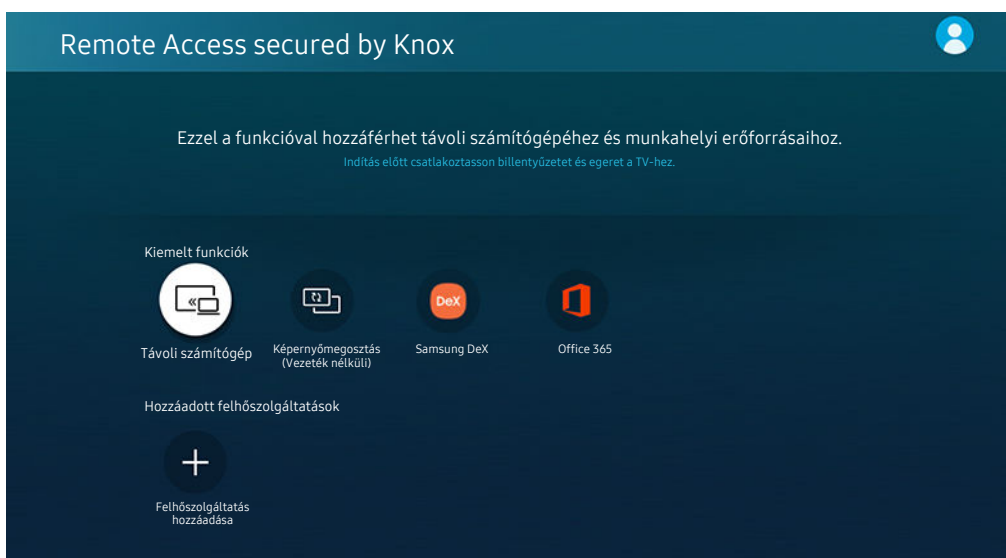 Remote Access secured by Knox
Ezzel a funkcióval hozzáférhet távoli számítógépéhez és munkahelyi erőforrásaihoz.
Indítás előtt csatlakoztasson billentyűzetet és egeret a TV-hez.
Kiemelt funkciók
DeX
Távoli számítógép
Képernyőmegosztás
(Vezeték nélküli)
Samsung DeX
Office 365
Hozzáadott felhőszolgáltatások
Felhőszolgáltatás
hozzáadása